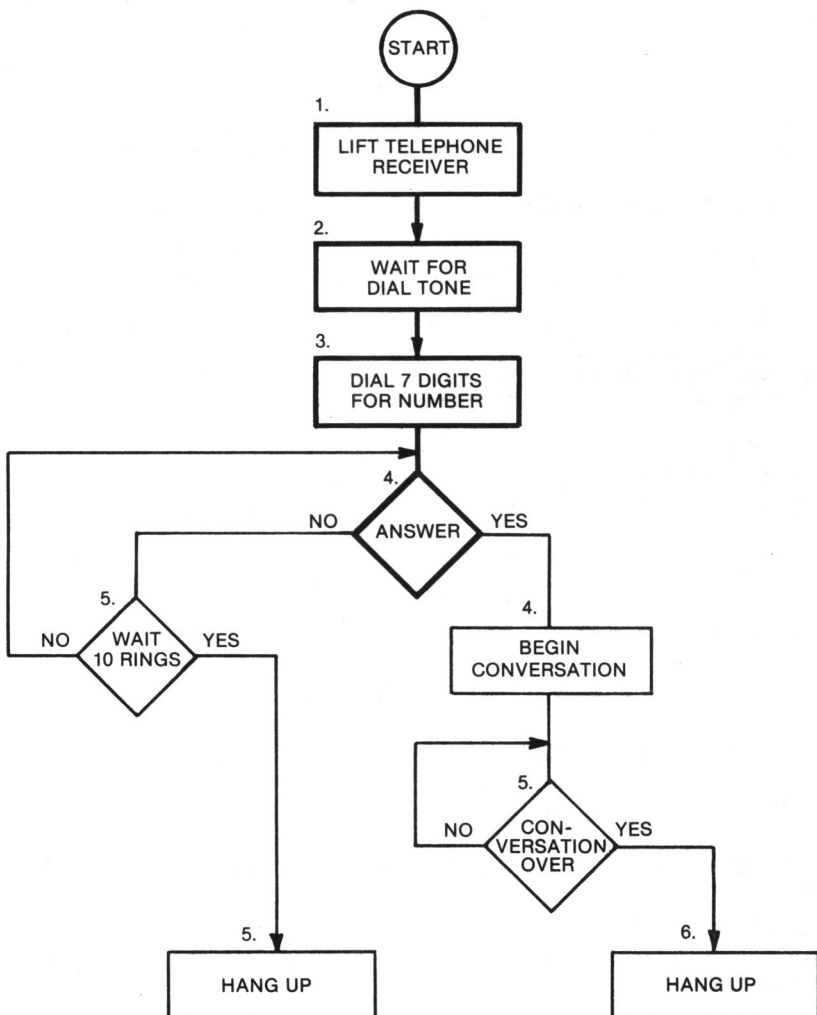 START
1.
LIFT TELEPHONE
RECEIVER
2.
WAIT FOR
DIAL TONE
3.
DIAL 7 DIGITS
FOR NUMBER
4.
NO
ANSWER
YES
5.
NO
WAIT
10 RINGS
YES
4.
BEGIN
CONVERSATION
5.
NO
CON-
VERSATION
OVER
YES
5.
HANG UP
6.
HANG UP